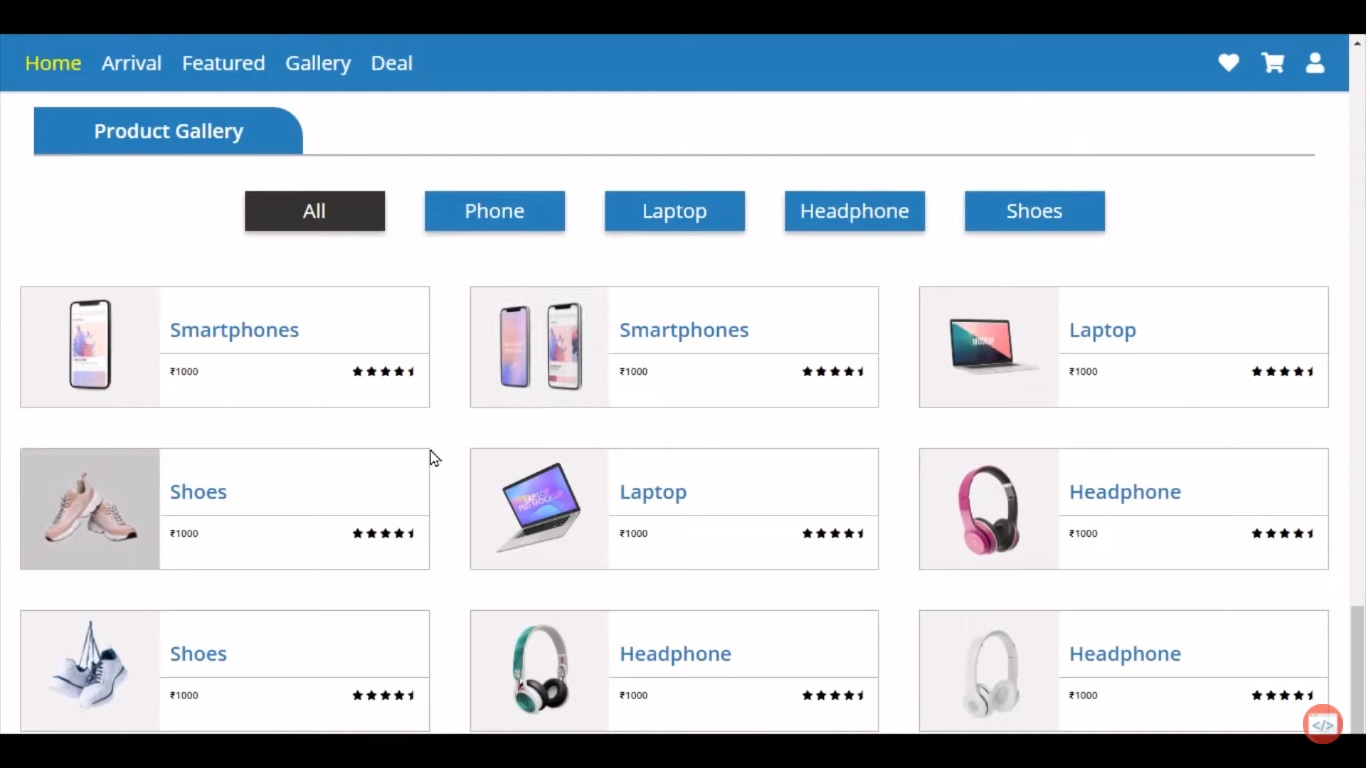 Home Arrival Featured Gallery Deal
Product Gallery
All Phone Laptop Headphone Shoes
Smartphones
₹1000
Smartphones
₹1000
Laptop
₹1000
Shoes
₹1000
Laptop
₹1000
Headphone
₹1000
Shoes
₹1000
Headphone
₹1000
Headphone
₹1000
</>